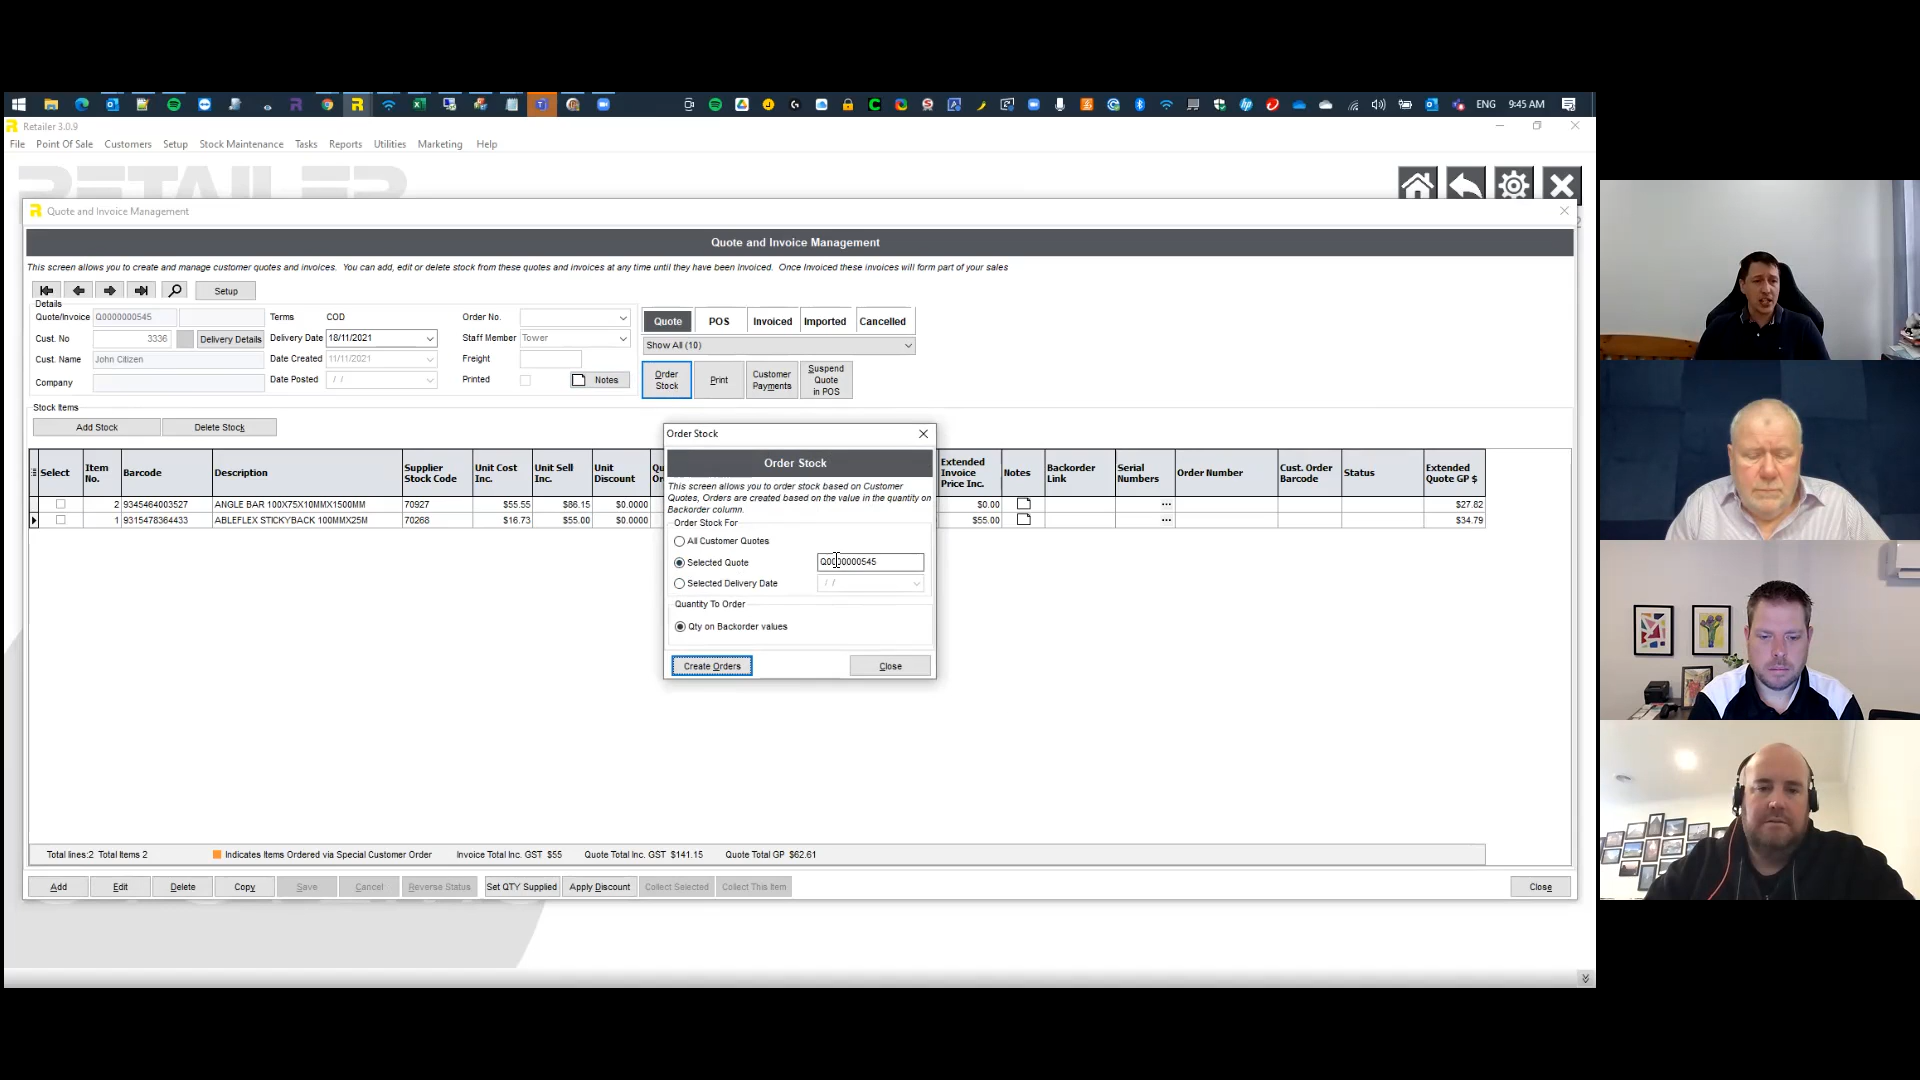 ENG 9:45 AM
Retailer 3.0.9
File Point Of Sale Customers Setup Stock Maintenance Tasks Reports Utilities Marketing Help
RETAILER
Quote and Invoice Management
Quote and Invoice Management
This screen allows you to create and manage customer quotes and invoices. You can add, edit or delete stock from these quotes and invoices at any time until they have been Invoiced. Once Invoiced these invoices will form part of your sales
Setup
Details
Quote/Invoice Q0000000545 Terms COD Order No.
Quote POS Invoiced Imported Cancelled
Cust. No 3336 Delivery Details Delivery Date 18/11/2021 Staff Member Tower
Show All (10)
Cust. Name John Citizen Date Created 11/11/2021 Freight
Company Date Posted / / Printed Notes
Order Stock Print Customer Payments Suspend Quote in POS
Stock Items
Add Stock Delete Stock
Select Item No. Barcode Description Supplier Stock Code Unit Cost Inc. Unit Sell Inc. Unit Discount Extended Invoice Price Inc. Notes Backorder Link Serial Numbers Order Number Cust. Order Barcode Status Extended Quote GP $
2 9345464003527 ANGLE BAR 100X75X10MMX1500MM 70927 $55.55 $86.15 $0.0000 $0.00 ... $27.82
1 9315478364433 ABLEFLEX STICKYBACK 100MMX25M 70268 $16.73 $55.00 $0.0000 $55.00 ... $34.79
Order Stock
Order Stock
This screen allows you to order stock based on Customer
Quotes, Orders are created based on the value in the quantity on
Backorder column.
Order Stock For
All Customer Quotes
Selected Quote Q0000000545
Selected Delivery Date / /
Quantity To Order
Qty on Backorder values
Create Orders Close
Total lines:2 Total Items 2 Indicates Items Ordered via Special Customer Order Invoice Total Inc. GST $55 Quote Total Inc. GST $141.15 Quote Total GP $62.61
Add Edit Delete Copy Save Cancel Reverse Status Set QTY Supplied Apply Discount Collect Selected Collect This Item Close